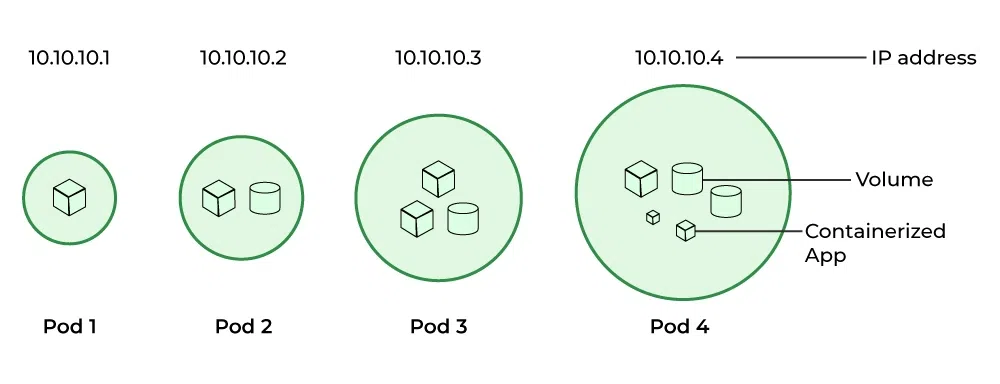 10.10.10.1
10.10.10.2
10.10.10.3
10.10.10.4
IP address
Volume
Containerized
App
Pod 1
Pod 2
Pod 3
Pod 4